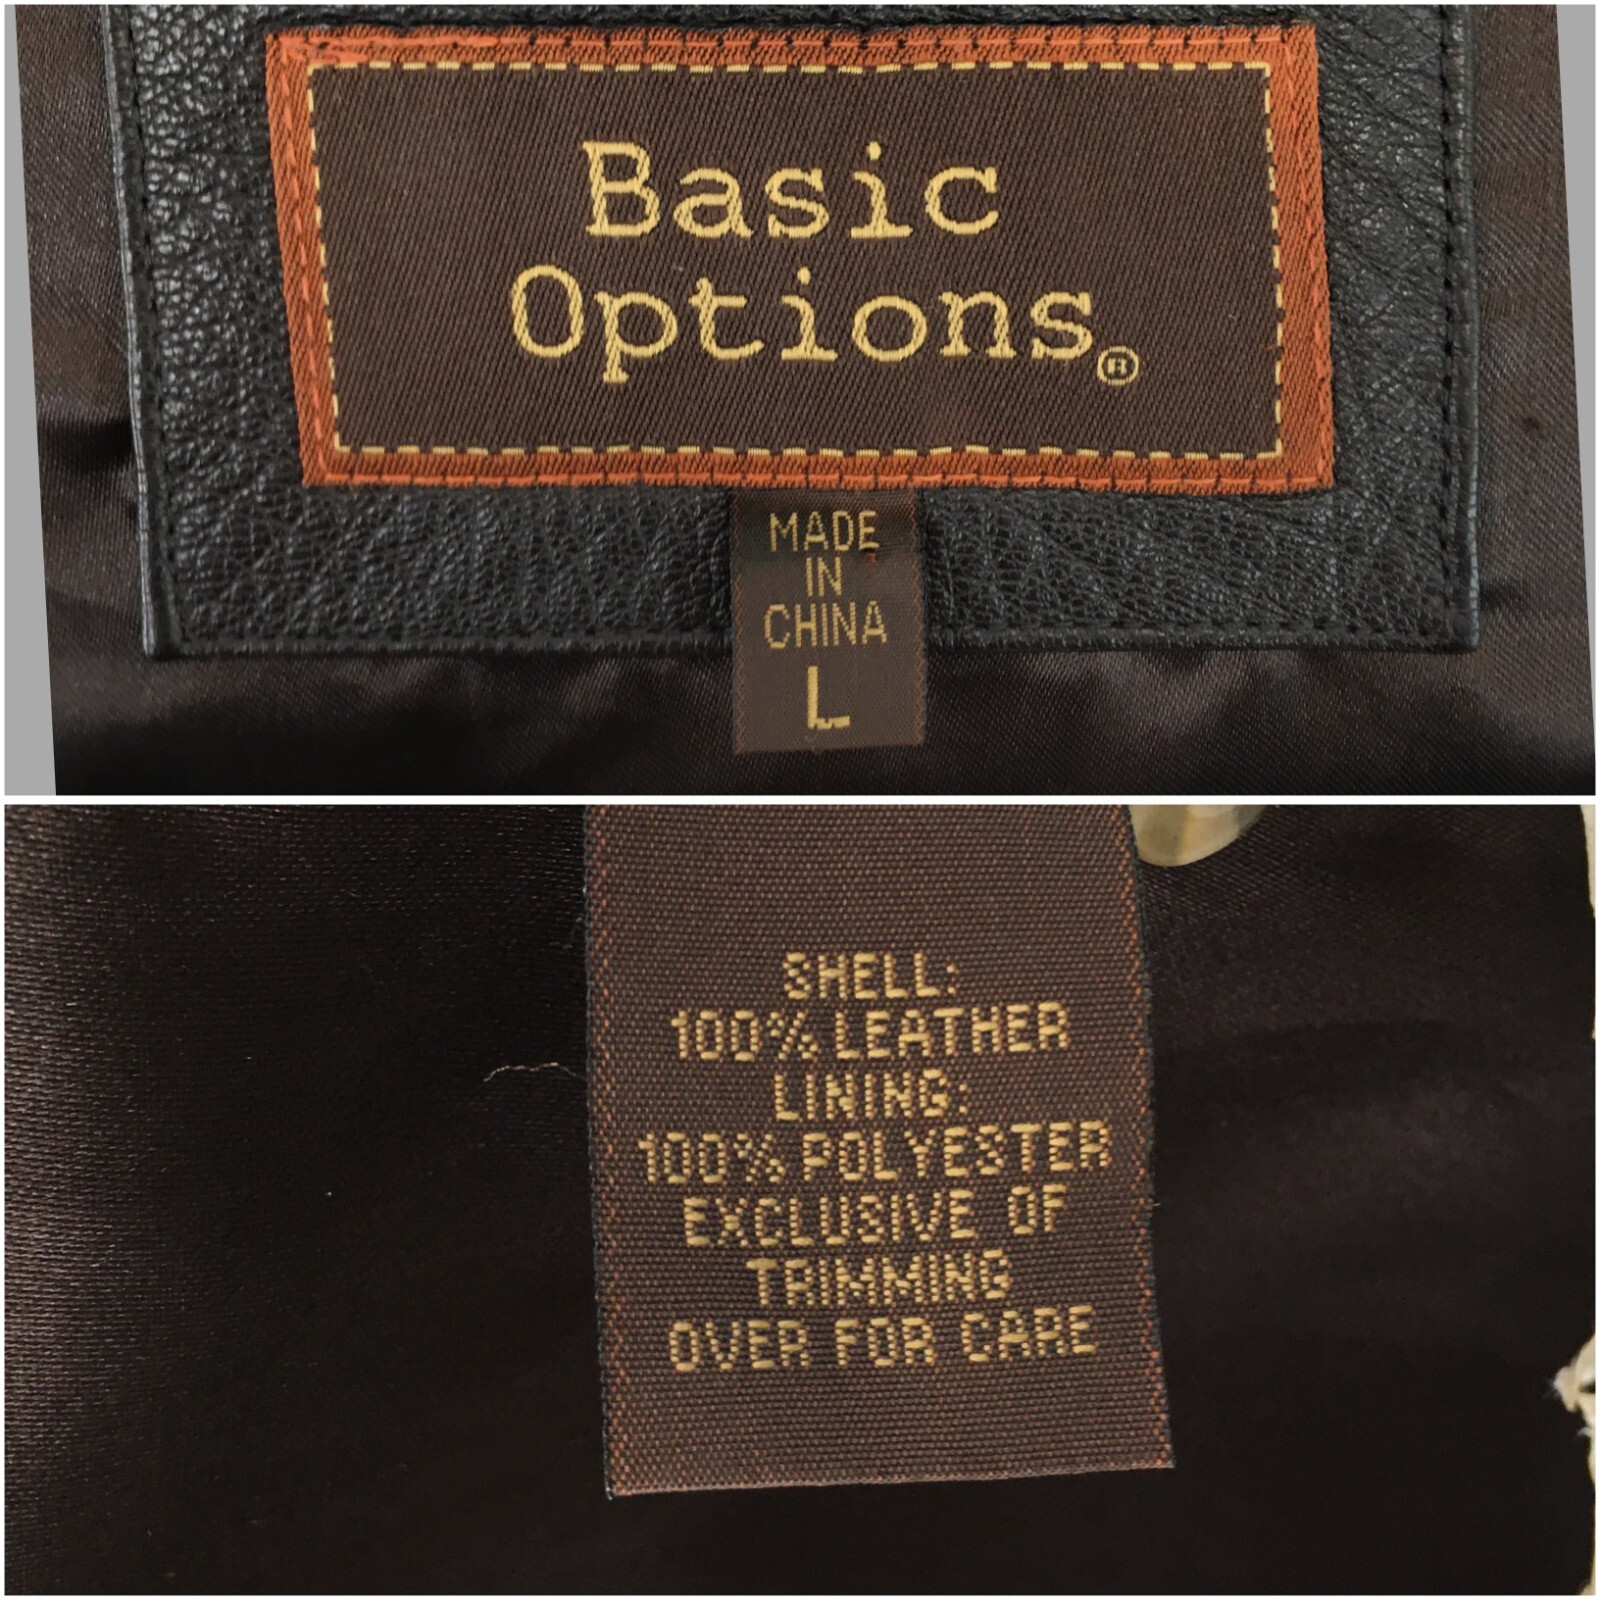 Basic
Options®
MADE
IN
CHINA
L
SHELL:
100% LEATHER
LINING:
100% POLYESTER
EXCLUSIVE OF
TRIMMING
OVER FOR CARE